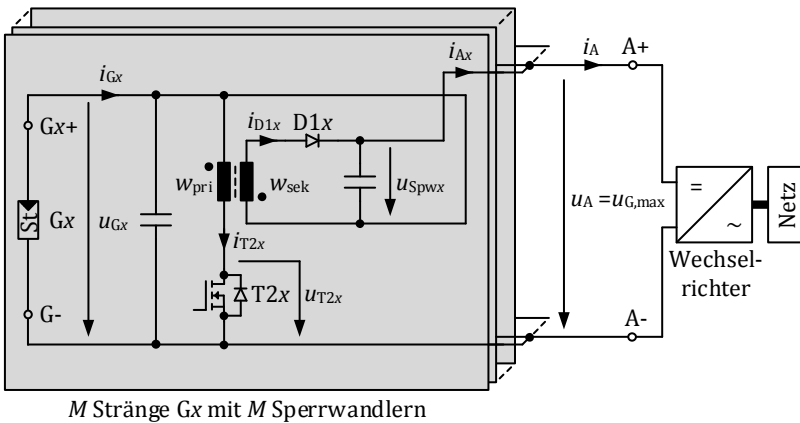 iGx
iAx
iA
A+
Gx+
iD1x
D1x
wpri
wsek
uSpwx
St
Gx
uGx
uA = uG,max
=
~
Netz
iT2x
Wechsel-
richter
T2x
uT2x
G-
A-
M Stränge Gx mit M Sperrwandlern